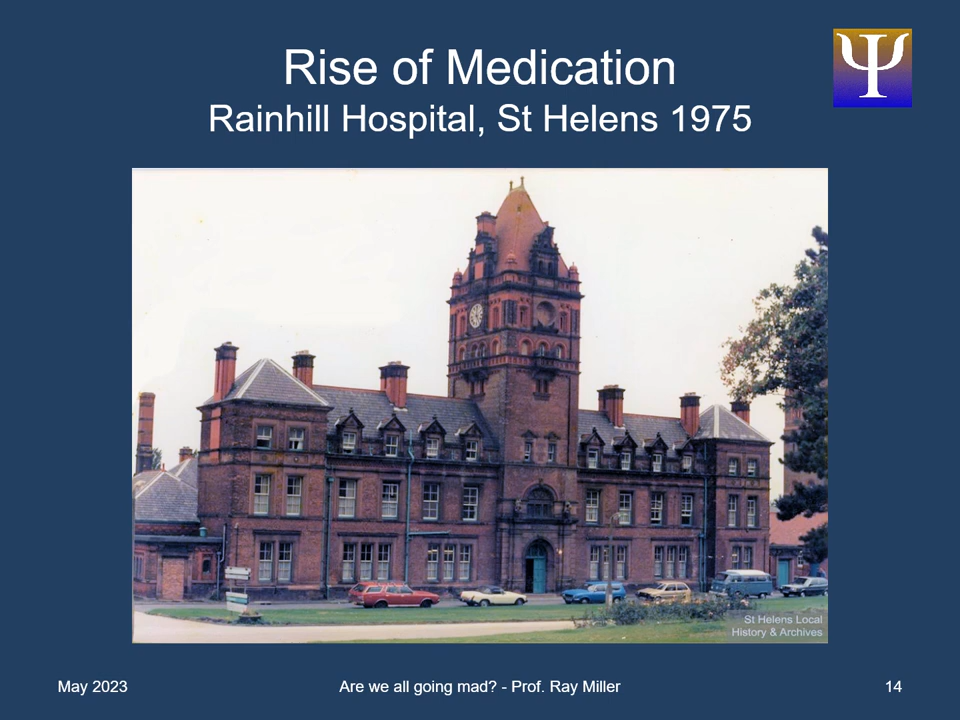 Rise of Medication
Rainhill Hospital, St Helens 1975
Ψ
St Helens Local
History & Archives
May 2023
Are we all going mad? - Prof. Ray Miller
14